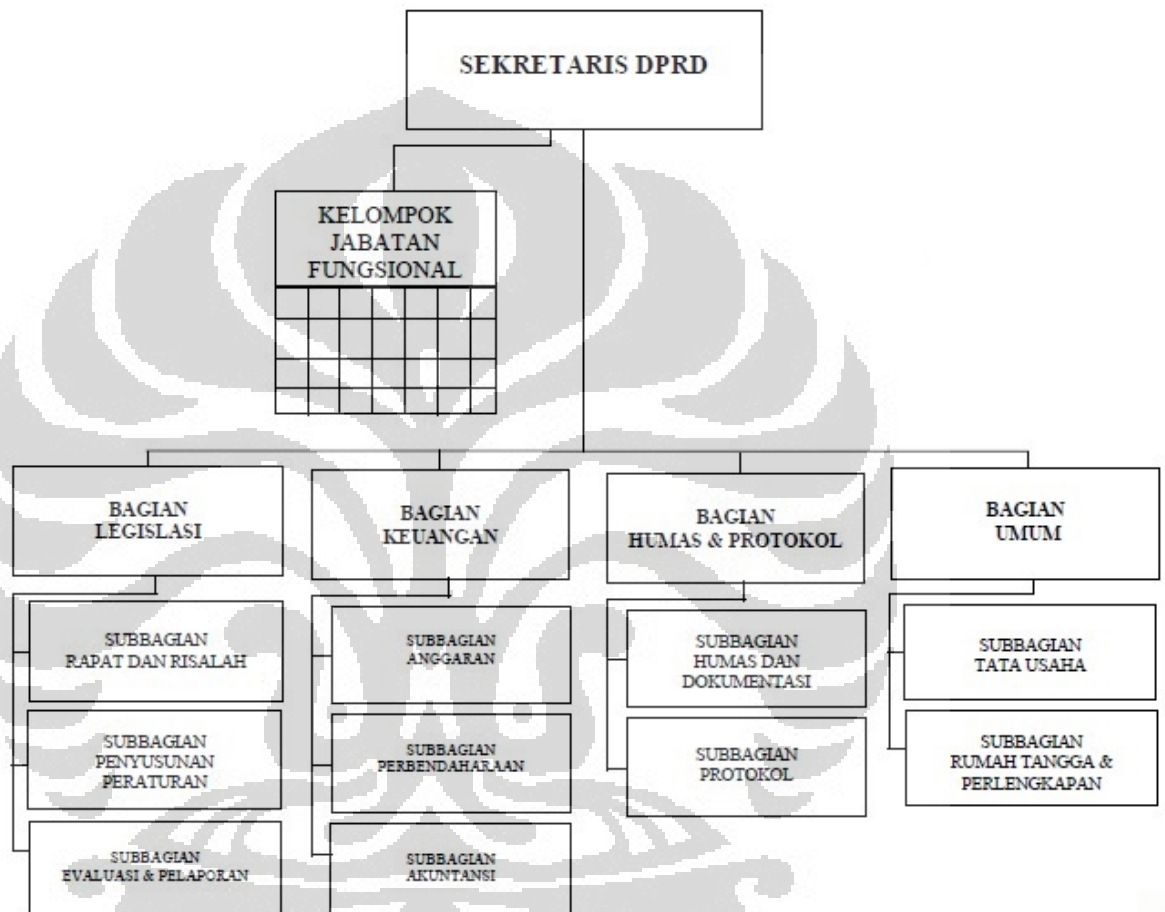 SEKRETARIS DPRD
KELOMPOK
JABATAN
FUNGSIONAL
BAGIAN
LEGISLASI
BAGIAN
KEUANGAN
BAGIAN
HUMAS & PROTOKOL
BAGIAN
UMUM
SUBBAGIAN
RAPAT DAN RISALAH
SUBBAGIAN
ANGGARAN
SUBBAGIAN
HUMAS DAN
DOKUMENTASI
SUBBAGIAN
TATA USAHA
SUBBAGIAN
PENYUSUNAN
PERATURAN
SUBBAGIAN
PERBENDAHARAAN
SUBBAGIAN
PROTOKOL
SUBBAGIAN
RUMAH TANGGA &
PERLENGKAPAN
SUBBAGIAN
EVALUASI & PELAPORAN
SUBBAGIAN
AKUNTANSI